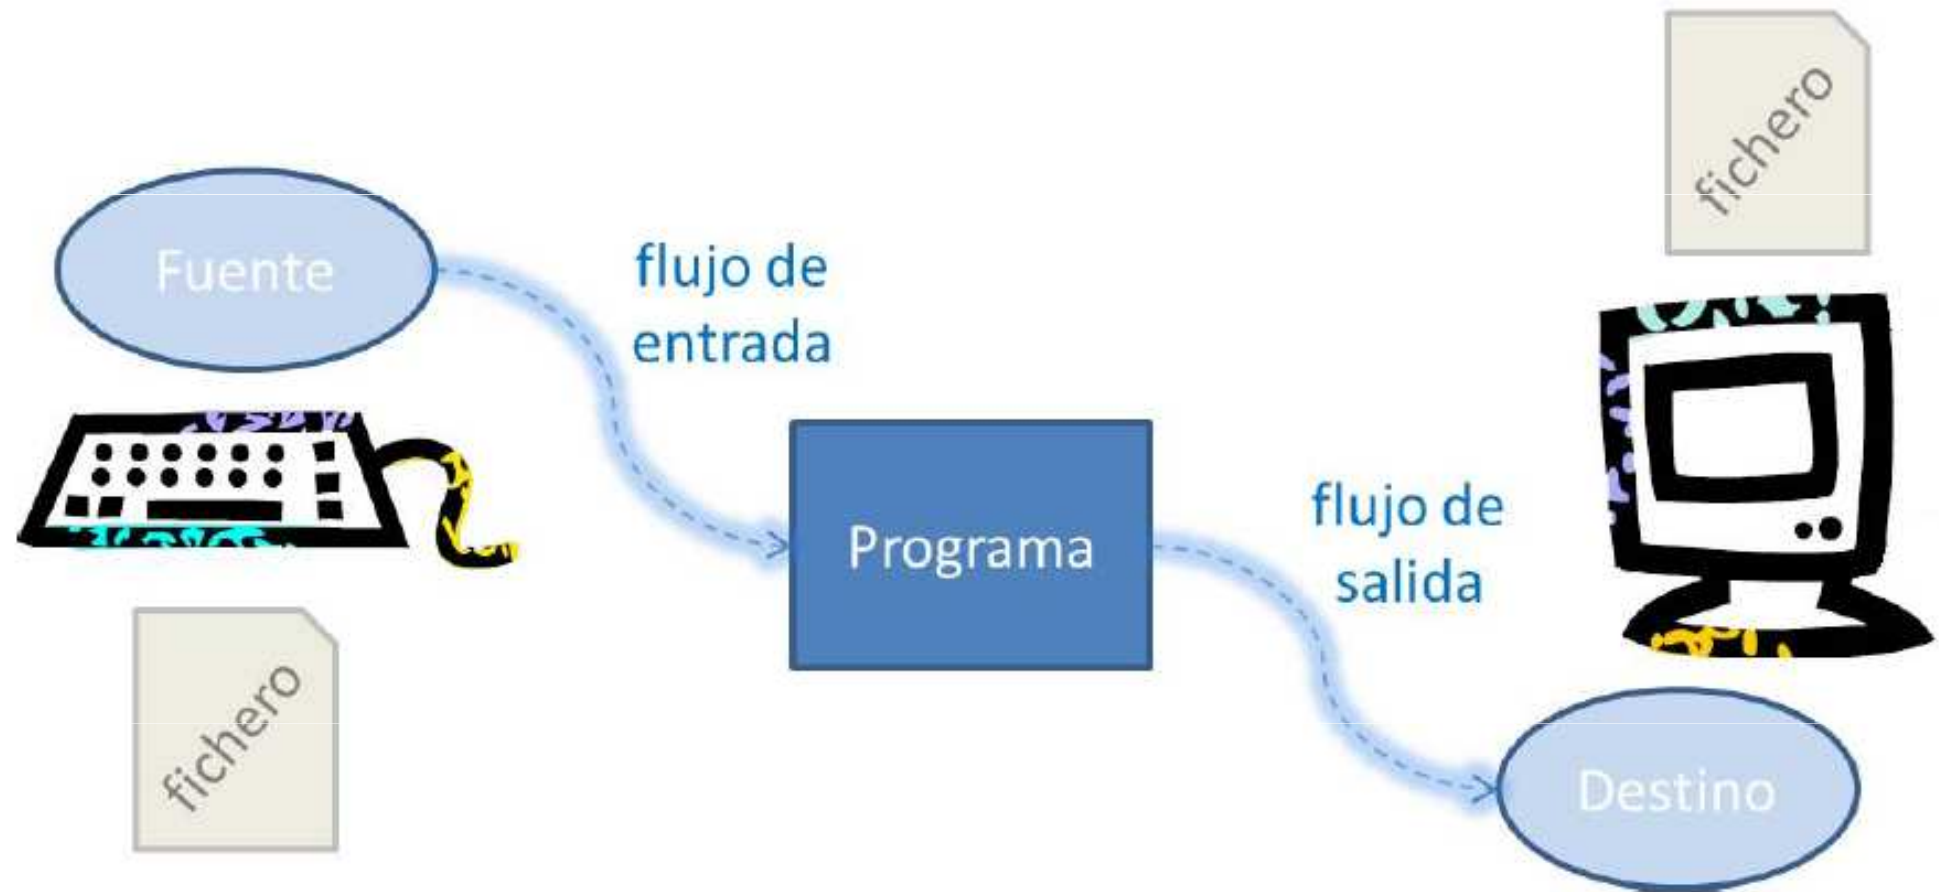 fichero
Fuente
flujo de
entrada
Programa
flujo de
salida
fichero
Destino